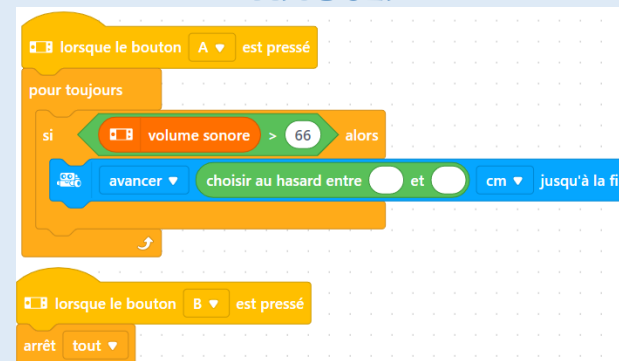 lorsque le bouton A est pressé
pour toujours
si volume sonore > 66 alors
avancer choisir au hasard entre et cm jusqu'à la fi
lorsque le bouton B est pressé
arrêt tout